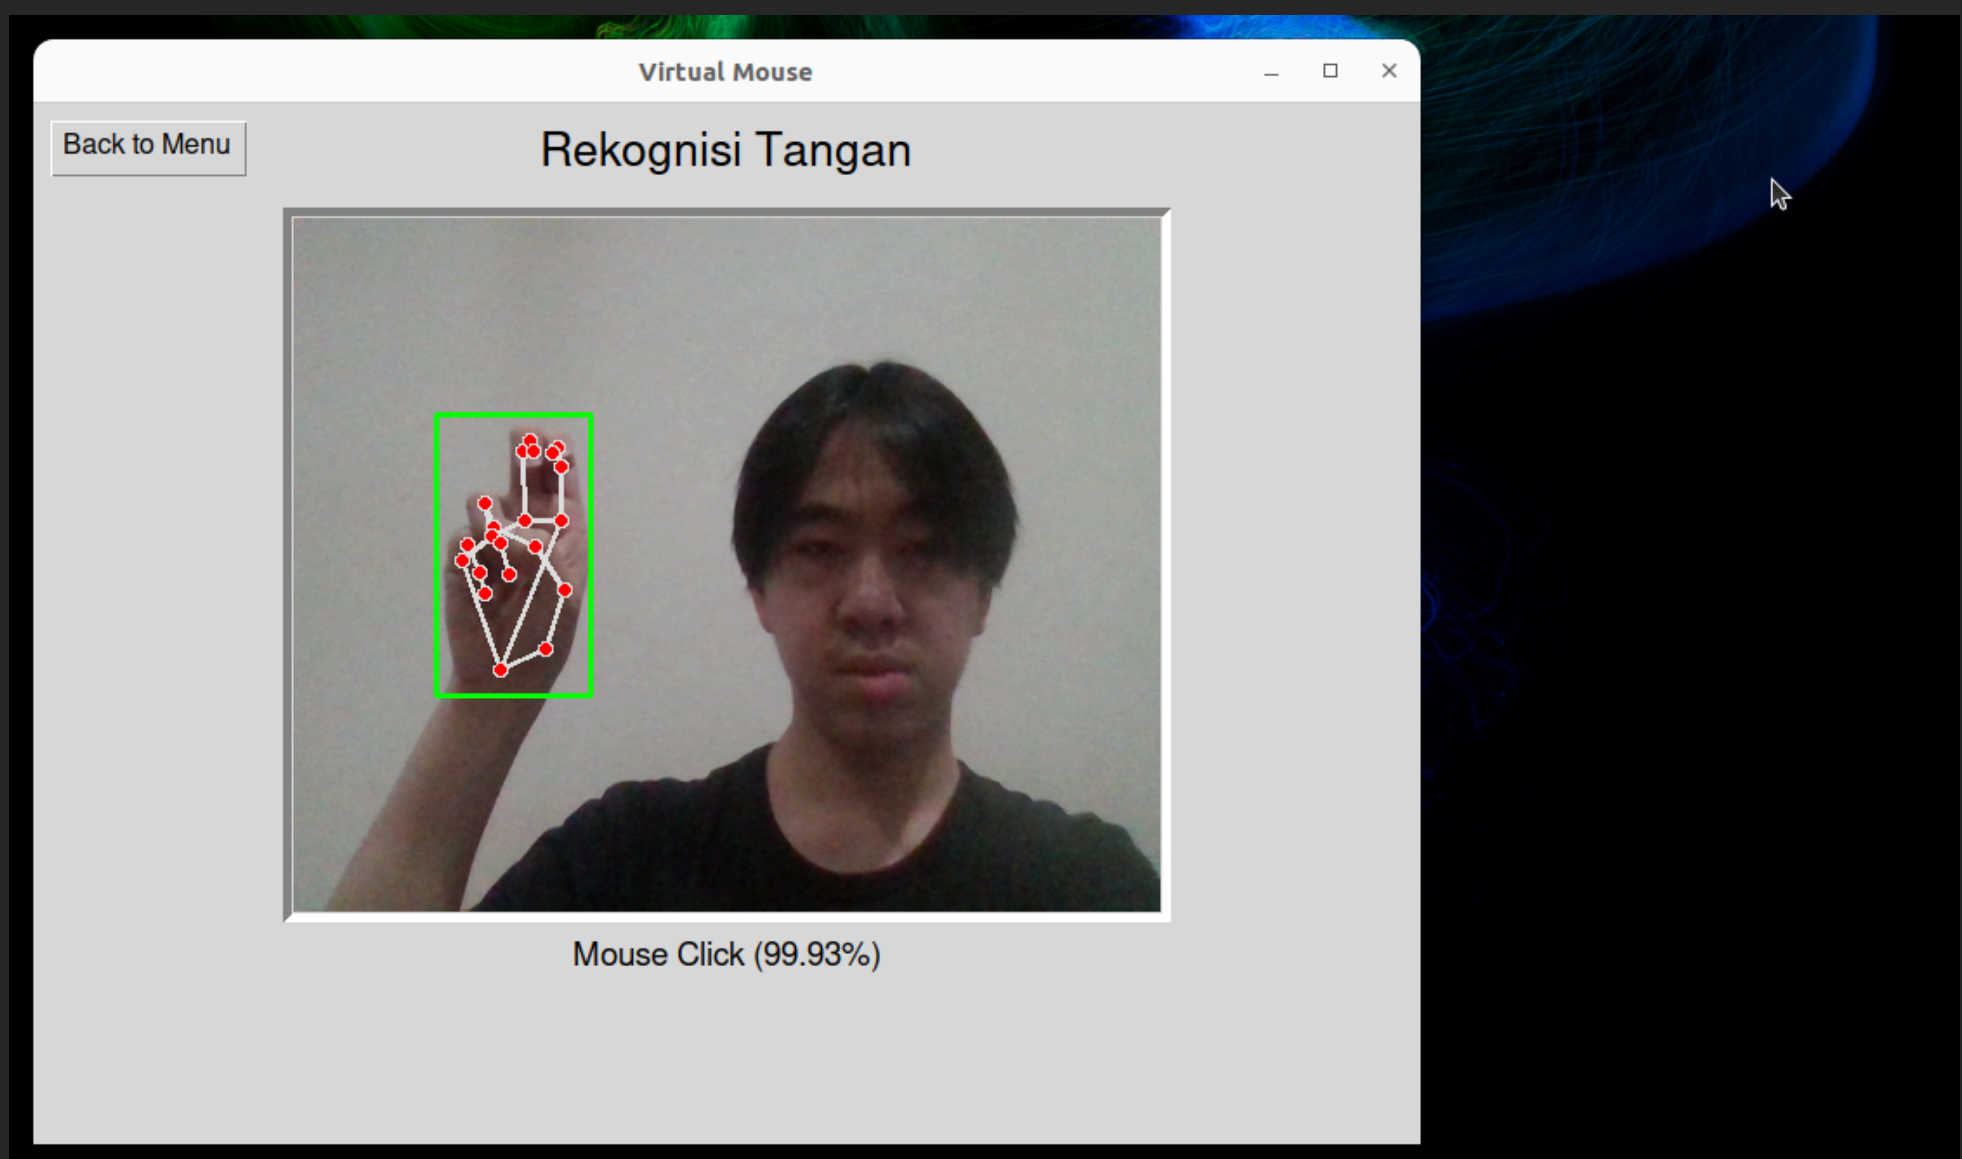 Virtual Mouse
Back to Menu
Rekognisi Tangan
Mouse Click (99.93%)